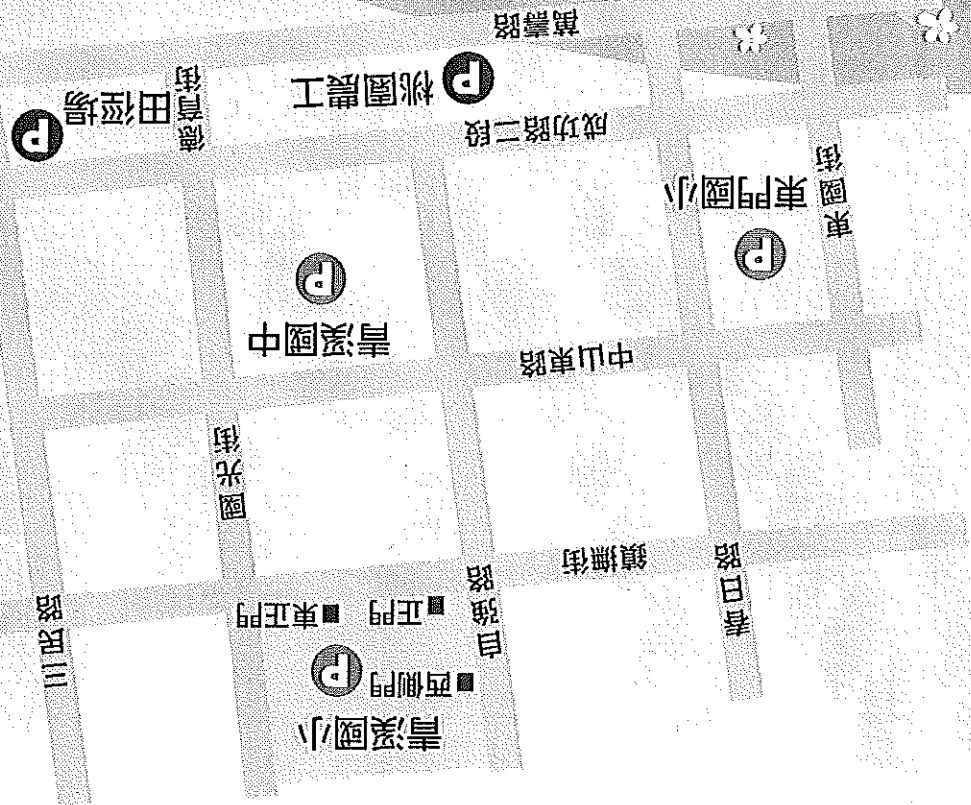 青溪國小
■西側門
P
■正門
■東正門
春日路
自強路
三民路
鎮撫街
國光街
中山東路
青溪國中
P
P
東門國小
東國街
成功路二段
P
桃園農工
德育街
田徑場
P
萬壽路